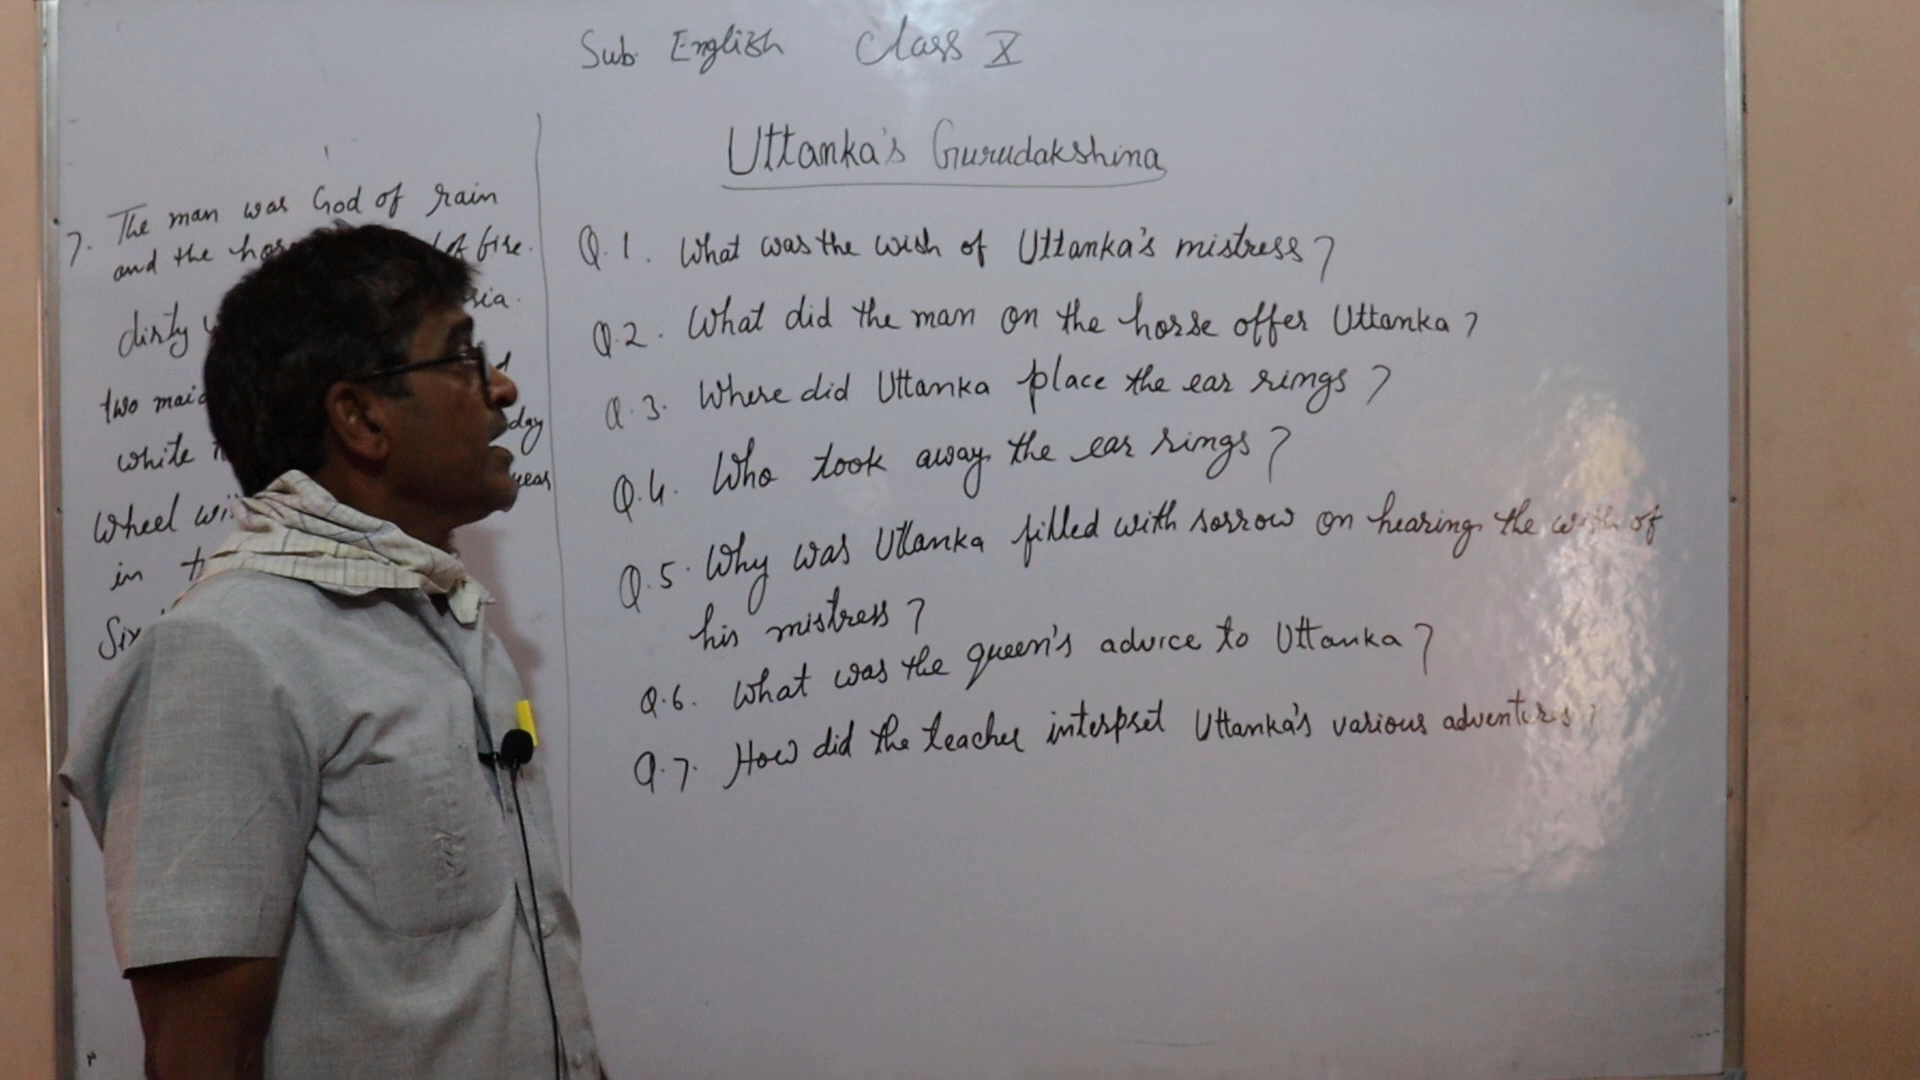 Sub. English Class X
Uttanka's Gurudakshina
7. The man was God of rain
and the of fire.
dirty
two
white day
Wheel year
in
Q.1. What was the wish of Uttanka's mistress?
Q.2. What did the man on the horse offer Uttanka?
Q.3. Where did Uttanka place the ear rings?
Q.4. Who took away the ear rings?
Q.5. Why was Uttanka filled with sorrow on hearing the wish of
his mistress?
Q.6. What was the queen's advice to Uttanka?
Q.7. How did the teacher interpret Uttanka's various adventers?